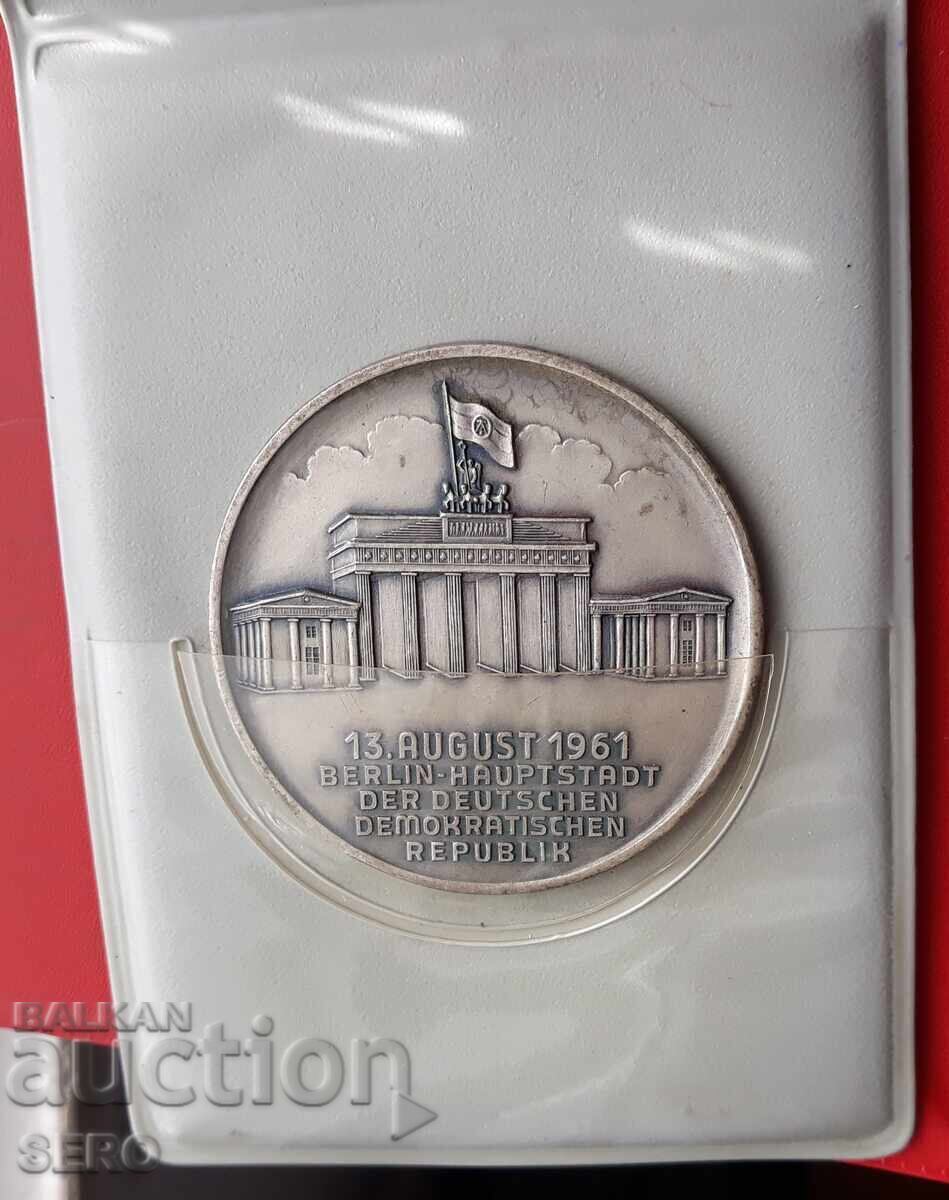 13. AUGUST 1961
BERLIN-HAUPTSTADT
DER DEUTSCHEN
DEMOKRATISCHEN
REPUBLIK
BALKAN
auction
SERO